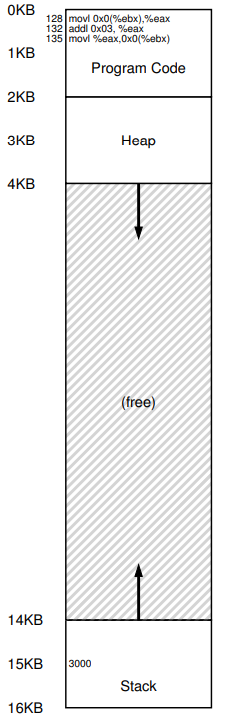 0KB
128 movl 0x0(%ebx),%eax
132 addl 0x03, %eax
135 movl %eax,0x0(%ebx)
1KB
Program Code
2KB
3KB Heap
4KB
(free)
14KB
15KB 3000
Stack
16KB